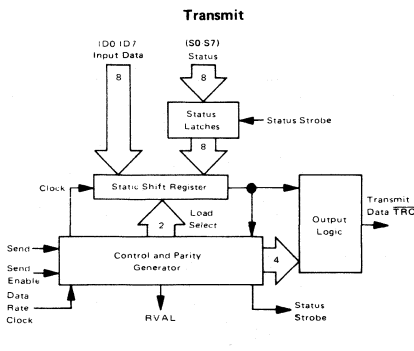 Transmit
ID0 ID7
Input Data
(S0 S7)
Status
8
8
Status
Latches
Status Strobe
8
Clock
Static Shift Register
Transmit
Data TRO
Output
Logic
2
Load
Select
Send
Control and Parity
Generator
4
Send
Enable
Data
Rate
Clock
RVAL
Status
Strobe